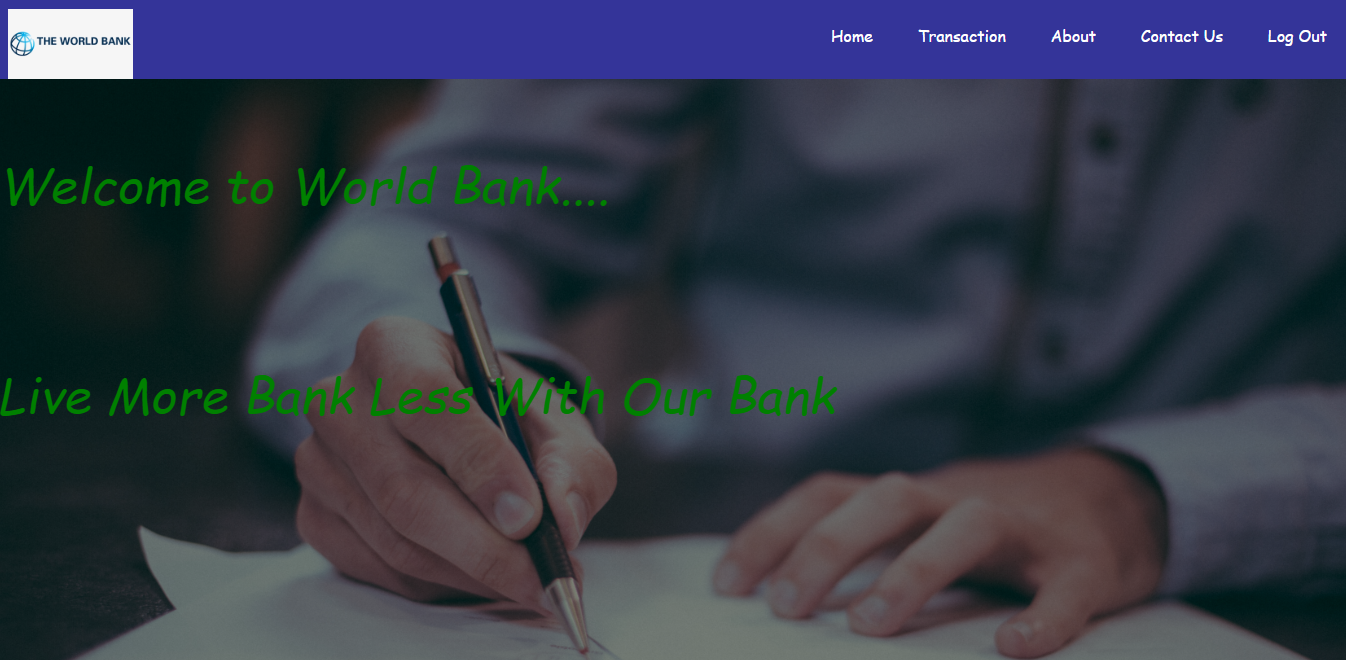 THE WORLD BANK
Home Transaction About Contact Us Log Out
Welcome to World Bank....
Live More Bank Less With Our Bank